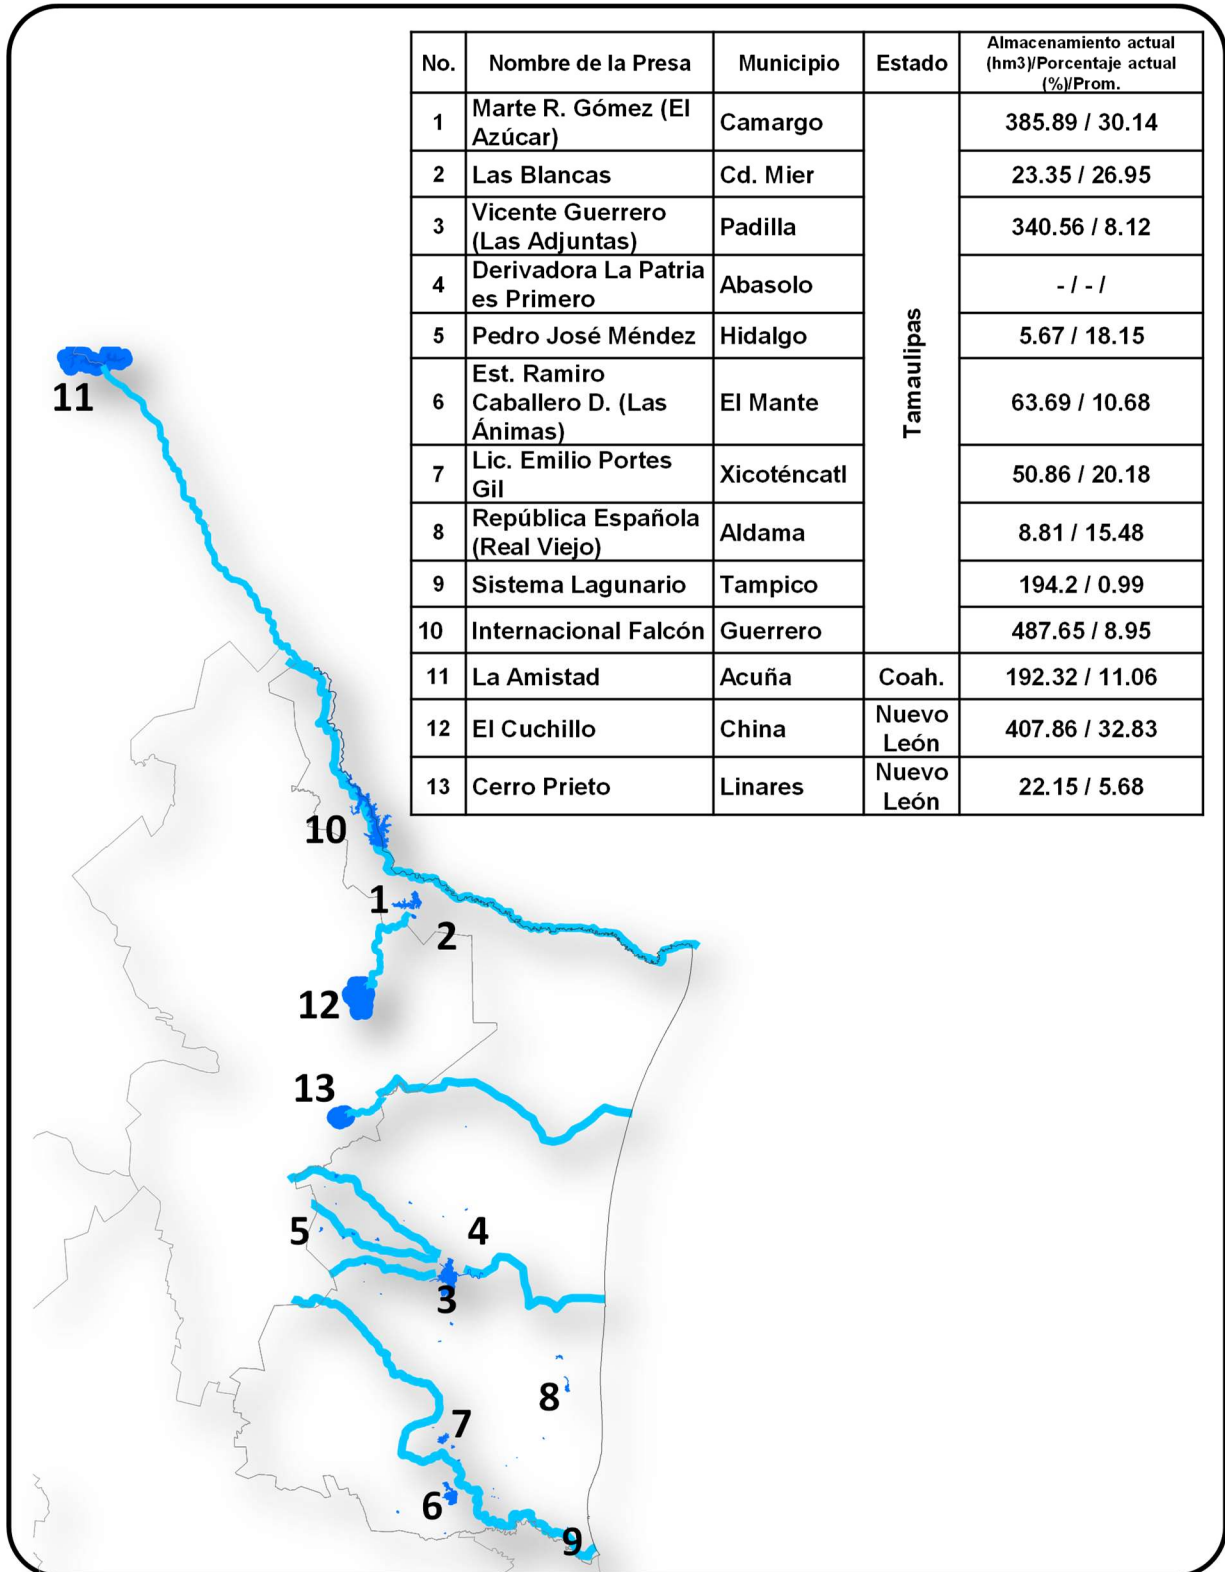 No. Nombre de la Presa Municipio Estado Almacenamiento actual
(hm3)/Porcentaje actual
(%)/Prom.
1 Marte R. Gómez (El
Azúcar) Camargo 385.89 / 30.14
2 Las Blancas Cd. Mier 23.35 / 26.95
3 Vicente Guerrero
(Las Adjuntas) Padilla 340.56 / 8.12
4 Derivadora La Patria
es Primero Abasolo - / - /
5 Pedro José Méndez Hidalgo 5.67 / 18.15
6 Est. Ramiro
Caballero D. (Las
Ánimas) El Mante 63.69 / 10.68
Tamaulipas
7 Lic. Emilio Portes
Gil Xicoténcatl 50.86 / 20.18
8 República Española
(Real Viejo) Aldama 8.81 / 15.48
9 Sistema Lagunario Tampico 194.2 / 0.99
10 Internacional Falcón Guerrero 487.65 / 8.95
11 La Amistad Acuña Coah. 192.32 / 11.06
12 El Cuchillo China Nuevo
León 407.86 / 32.83
13 Cerro Prieto Linares Nuevo
León 22.15 / 5.68
11
10
1
2
12
13
5
4
3
8
7
6
9